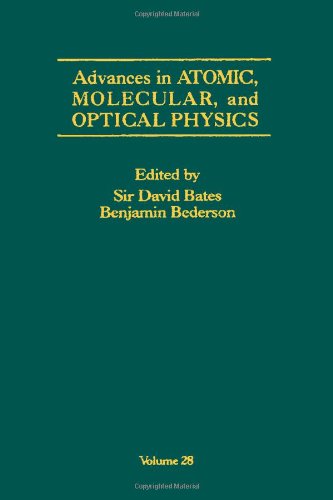 Advances in ATOMIC,
MOLECULAR, and
OPTICAL PHYSICS
Edited by
Sir David Bates
Benjamin Bederson
Volume 28